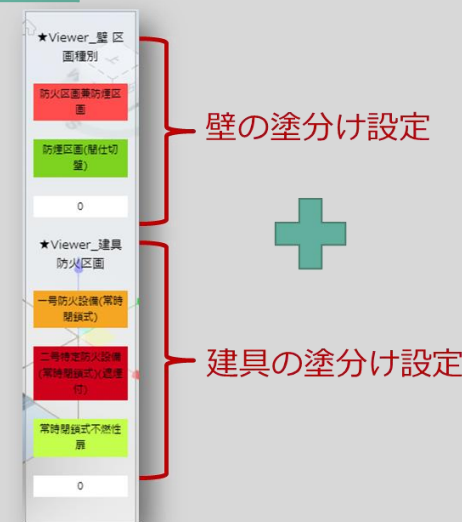 ★Viewer_壁 区
画種別
防火区画兼防煙区
画
防煙区画(間仕切
壁)
0
★Viewer_建具
防火区画
一号防火設備(常時
閉鎖式)
二号特定防火設備
(常時閉鎖式)(遮煙
付)
常時閉鎖式不燃性
扉
0
壁の塗分け設定
建具の塗分け設定